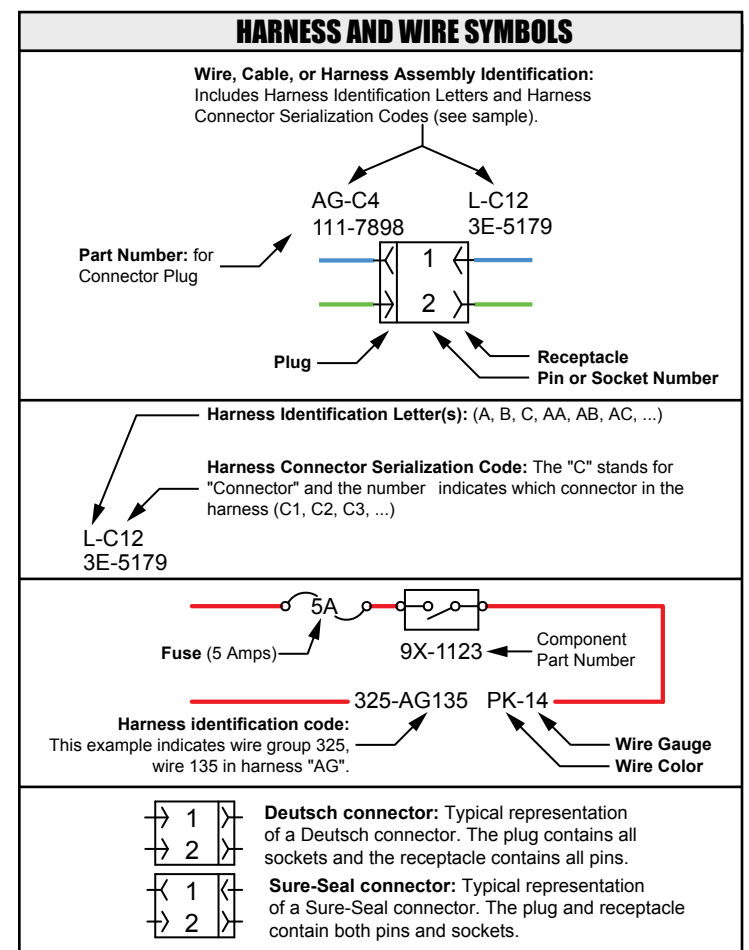 HARNESS AND WIRE SYMBOLS
Wire, Cable, or Harness Assembly Identification:
Includes Harness Identification Letters and Harness
Connector Serialization Codes (see sample).
AG-C4
111-7898
L-C12
3E-5179
Part Number: for
Connector Plug
1
2
Plug
Receptacle
Pin or Socket Number
Harness Identification Letter(s): (A, B, C, AA, AB, AC, ...)
Harness Connector Serialization Code: The "C" stands for
"Connector" and the number indicates which connector in the
harness (C1, C2, C3, ...)
L-C12
3E-5179
5A
Fuse (5 Amps)
9X-1123
Component
Part Number
325-AG135 PK-14
Harness identification code:
This example indicates wire group 325,
wire 135 in harness "AG".
Wire Gauge
Wire Color
1
2
Deutsch connector: Typical representation
of a Deutsch connector. The plug contains all
sockets and the receptacle contains all pins.
1
2
Sure-Seal connector: Typical representation
of a Sure-Seal connector. The plug and receptacle
contain both pins and sockets.